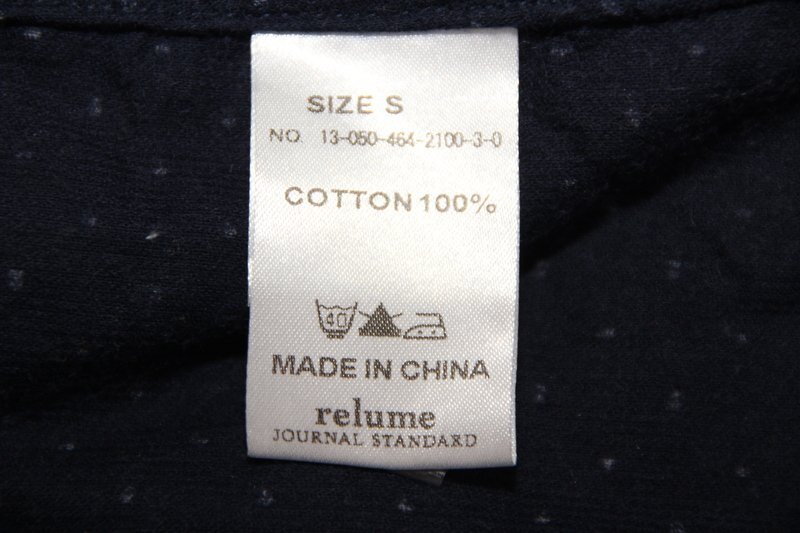 SIZE S
NO. 13-050-464-2100-3-0
COTTON 100%
40
MADE IN CHINA
relume
JOURNAL STANDARD